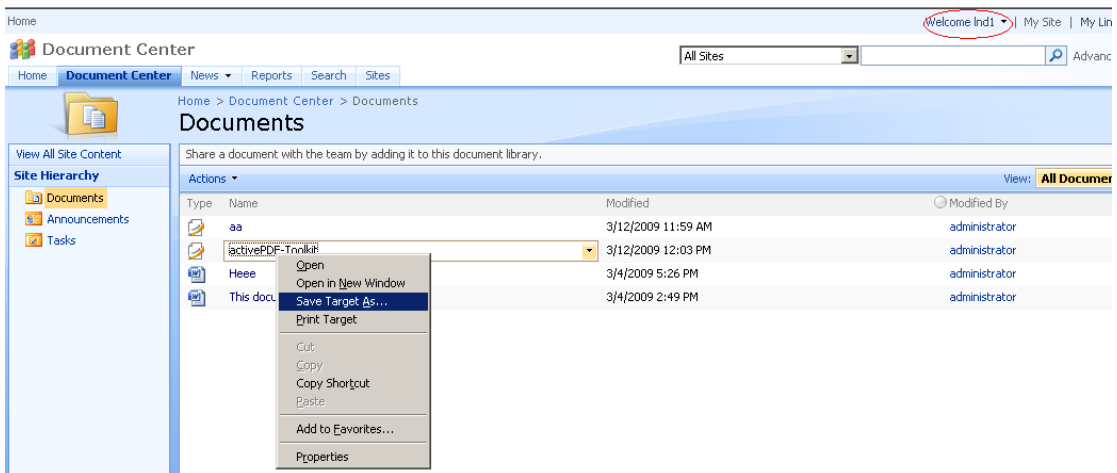 Home Welcome lnd1 | My Site | My Lin
Document Center All Sites Advanc
Home Document Center News Reports Search Sites
Home > Document Center > Documents
Documents
View All Site Content Share a document with the team by adding it to this document library.
Site Hierarchy Actions View: All Documen
Documents Type Name Modified Modified By
Announcements aa 3/12/2009 11:59 AM administrator
Tasks activePDF-Toolkit 3/12/2009 12:03 PM administrator
Heee 3/4/2009 5:26 PM administrator
This docu 3/4/2009 2:49 PM administrator
Open
Open in New Window
Save Target As...
Print Target
Cut
Copy
Copy Shortcut
Paste
Add to Favorites...
Properties